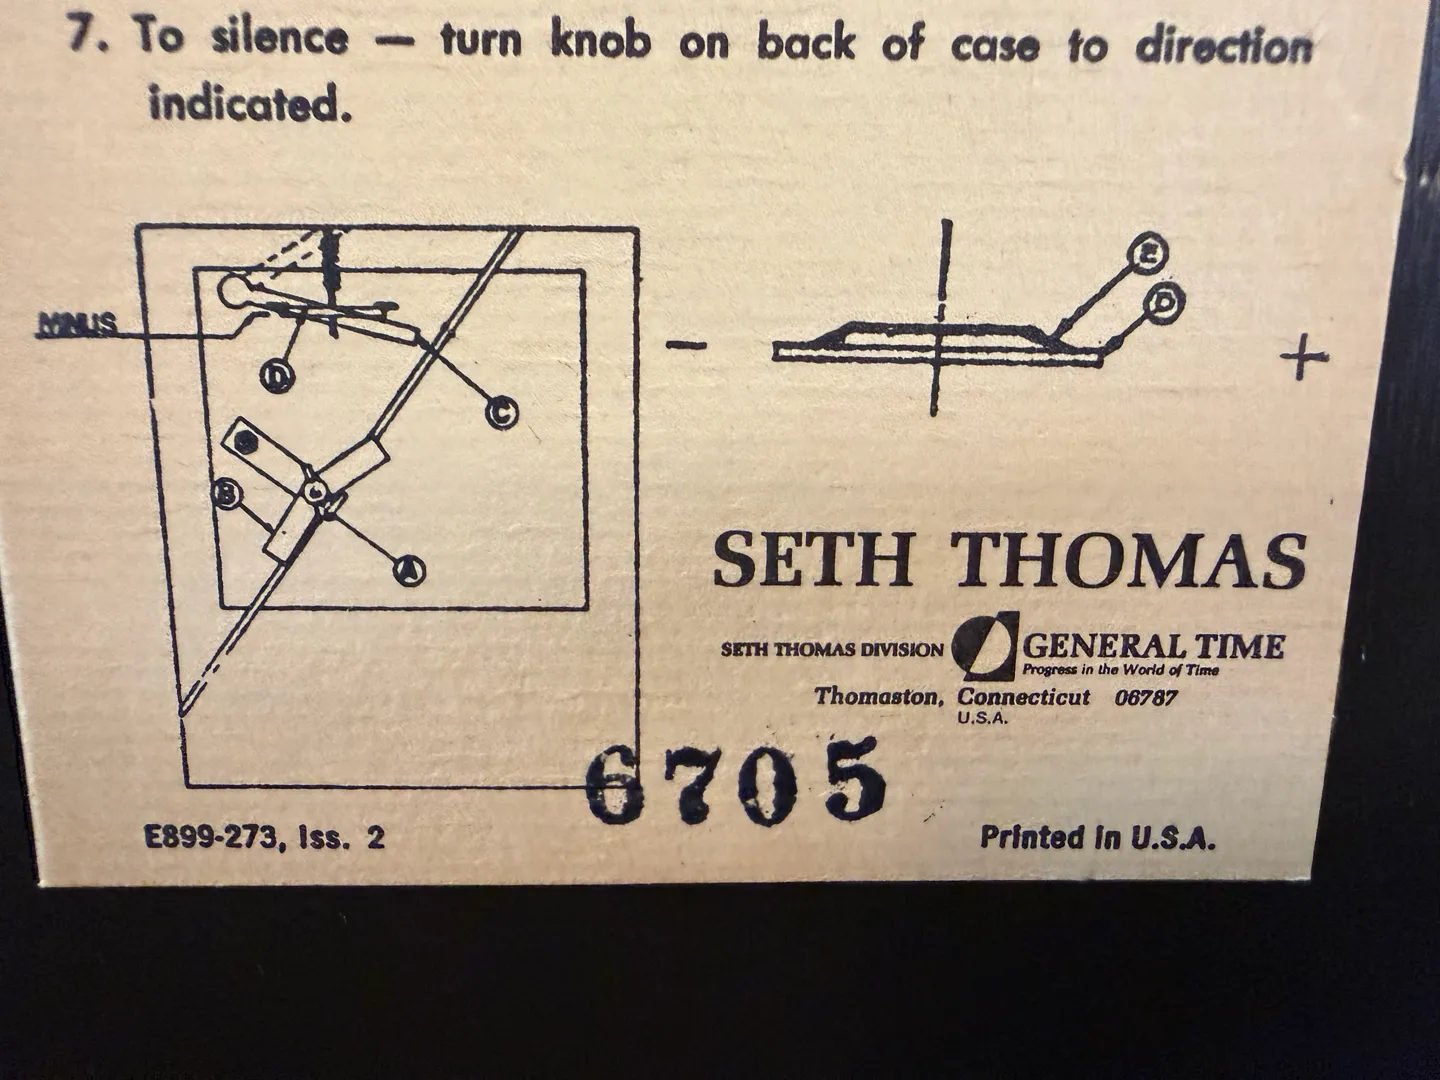 7. To silence — turn knob on back of case to direction
indicated.
MINUS
D
C
B
A
-
E
D
+
SETH THOMAS
SETH THOMAS DIVISION
GENERAL TIME
Progress in the World of Time
Thomaston, Connecticut 06787
U.S.A.
6705
E899-273, Iss. 2
Printed in U.S.A.